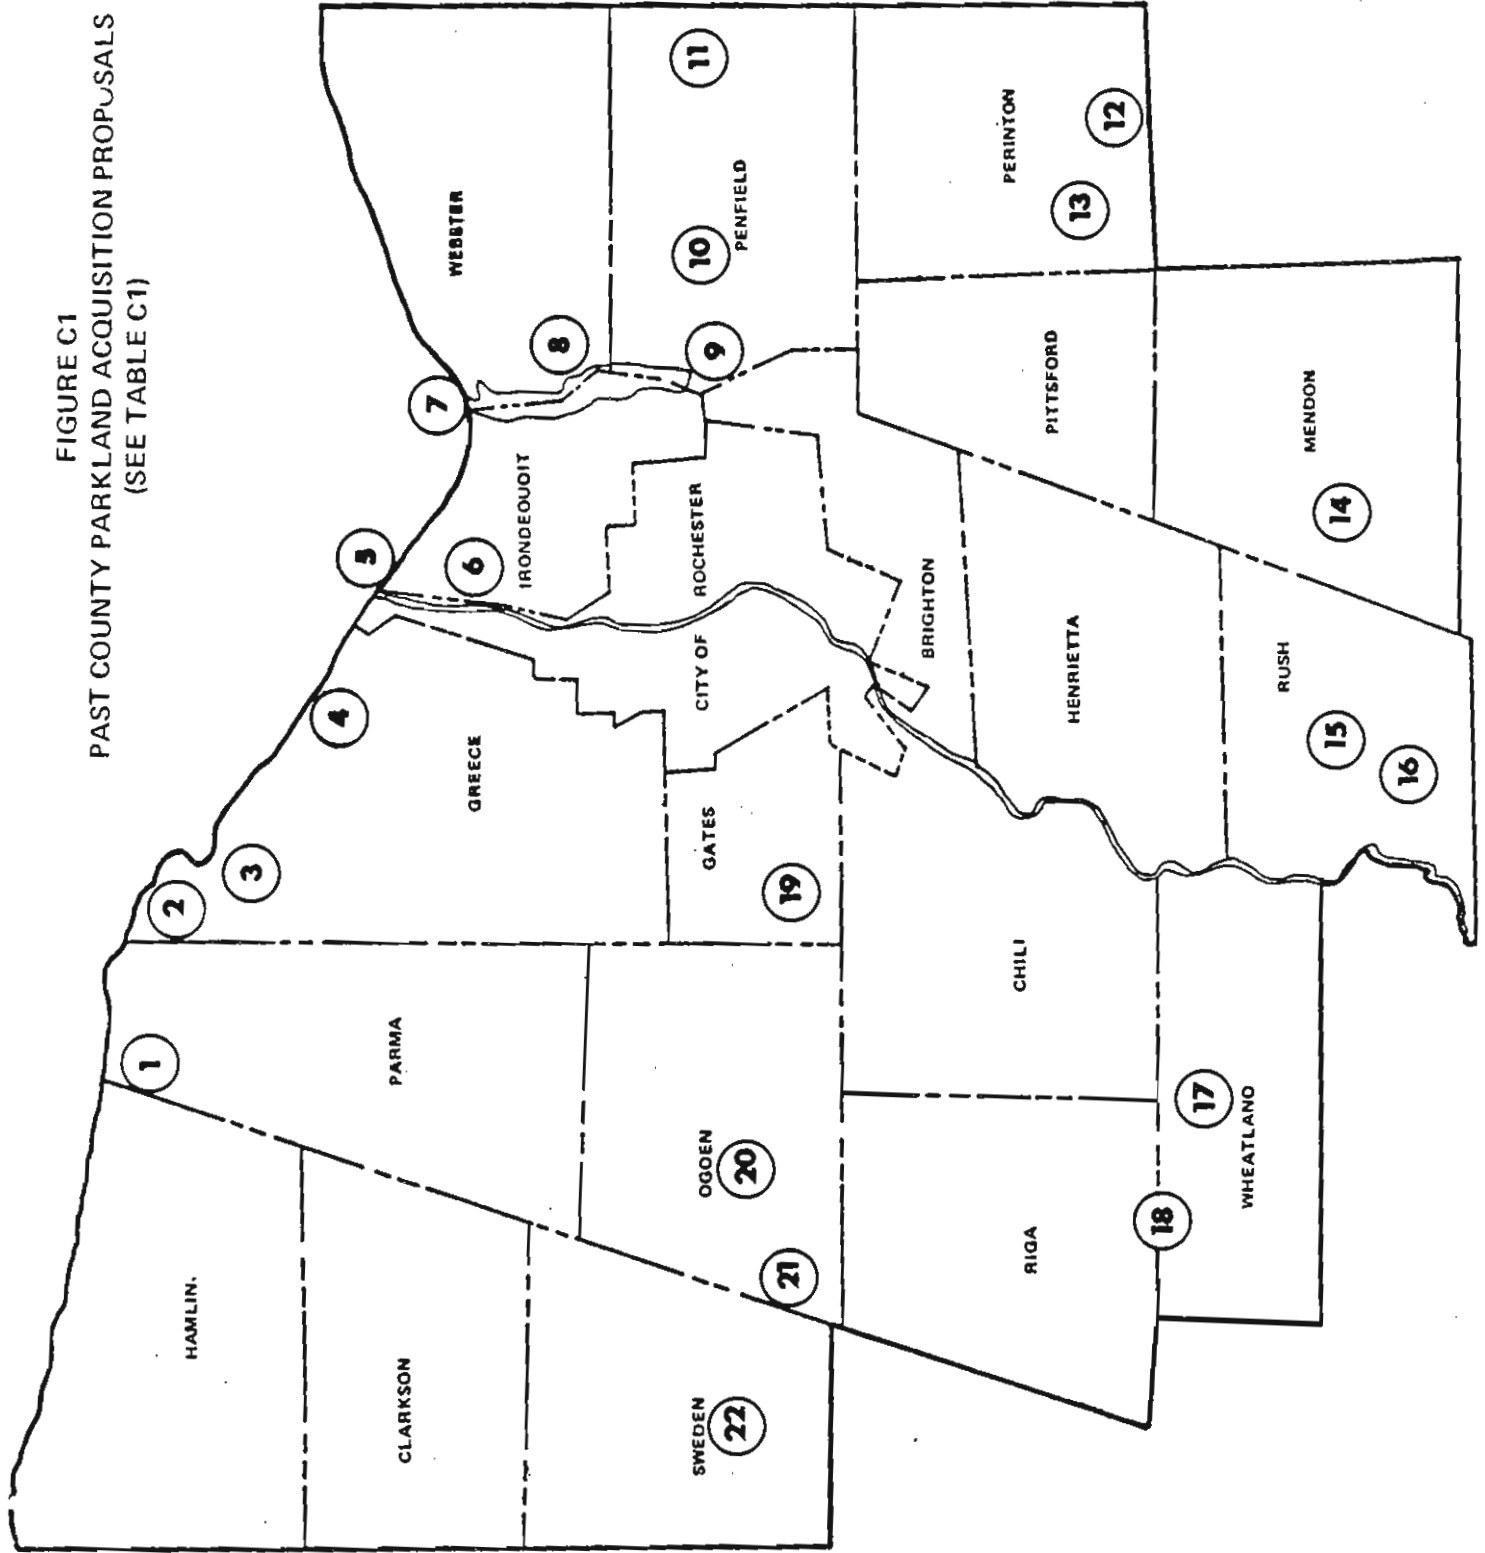 FIGURE C1
PAST COUNTY PARKLAND ACQUISITION PROPOSALS
(SEE TABLE C1)
HAMLIN.
CLARKSON
SWEDEN
22
21
1
PARMA
OGDEN
20
RIGA
18
17
WHEATLAND
2
3
GREECE
GATES
19
CHILI
4
5
6
IRONDEQUOIT
CITY OF ROCHESTER
BRIGHTON
HENRIETTA
RUSH
15
16
7
8
WEBSTER
9
10
PENFIELD
11
PITTSFORD
MENDON
14
PERINTON
13
12